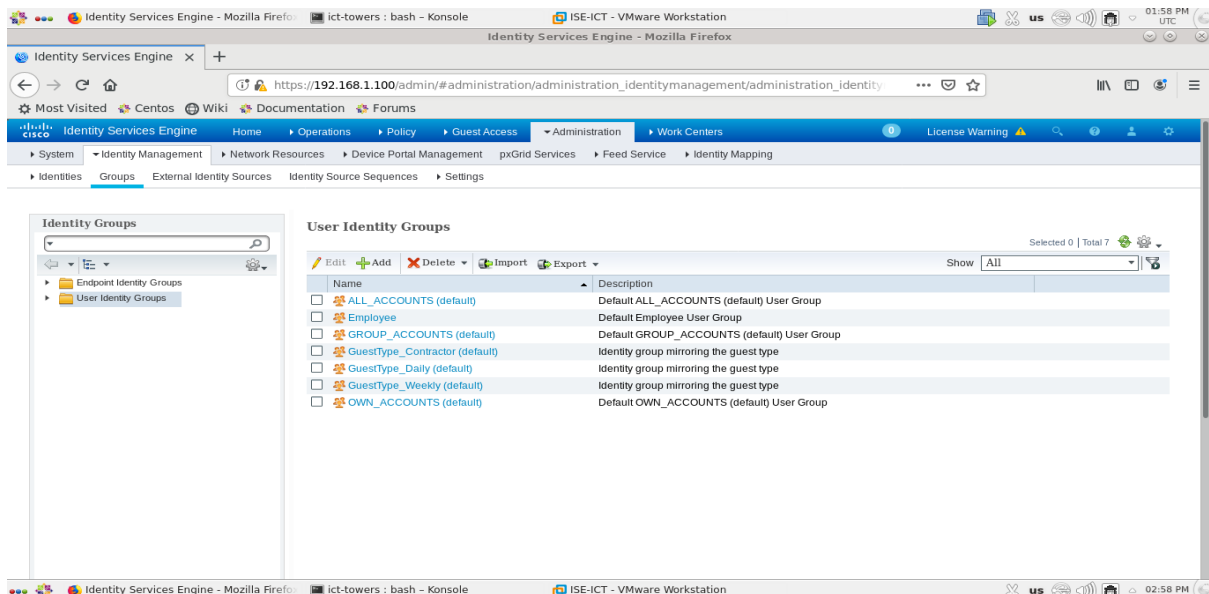 Identity Services Engine - Mozilla Firefo ict-towers : bash – Konsole ISE-ICT - VMware Workstation us 01:58 PM UTC
Identity Services Engine - Mozilla Firefox
Identity Services Engine × +
https://192.168.1.100/admin/#administration/administration_identitymanagement/administration_identity
Most Visited Centos Wiki Documentation Forums
cisco Identity Services Engine Home Operations Policy Guest Access Administration Work Centers 0 License Warning
System Identity Management Network Resources Device Portal Management pxGrid Services Feed Service Identity Mapping
Identities Groups External Identity Sources Identity Source Sequences Settings
Identity Groups
Endpoint Identity Groups
User Identity Groups
User Identity Groups
Selected 0 | Total 7
Edit Add Delete Import Export Show All
Name Description
ALL_ACCOUNTS (default) Default ALL_ACCOUNTS (default) User Group
Employee Default Employee User Group
GROUP_ACCOUNTS (default) Default GROUP_ACCOUNTS (default) User Group
GuestType_Contractor (default) Identity group mirroring the guest type
GuestType_Daily (default) Identity group mirroring the guest type
GuestType_Weekly (default) Identity group mirroring the guest type
OWN_ACCOUNTS (default) Default OWN_ACCOUNTS (default) User Group
Identity Services Engine - Mozilla Firefo ict-towers : bash – Konsole ISE-ICT - VMware Workstation us 02:58 PM